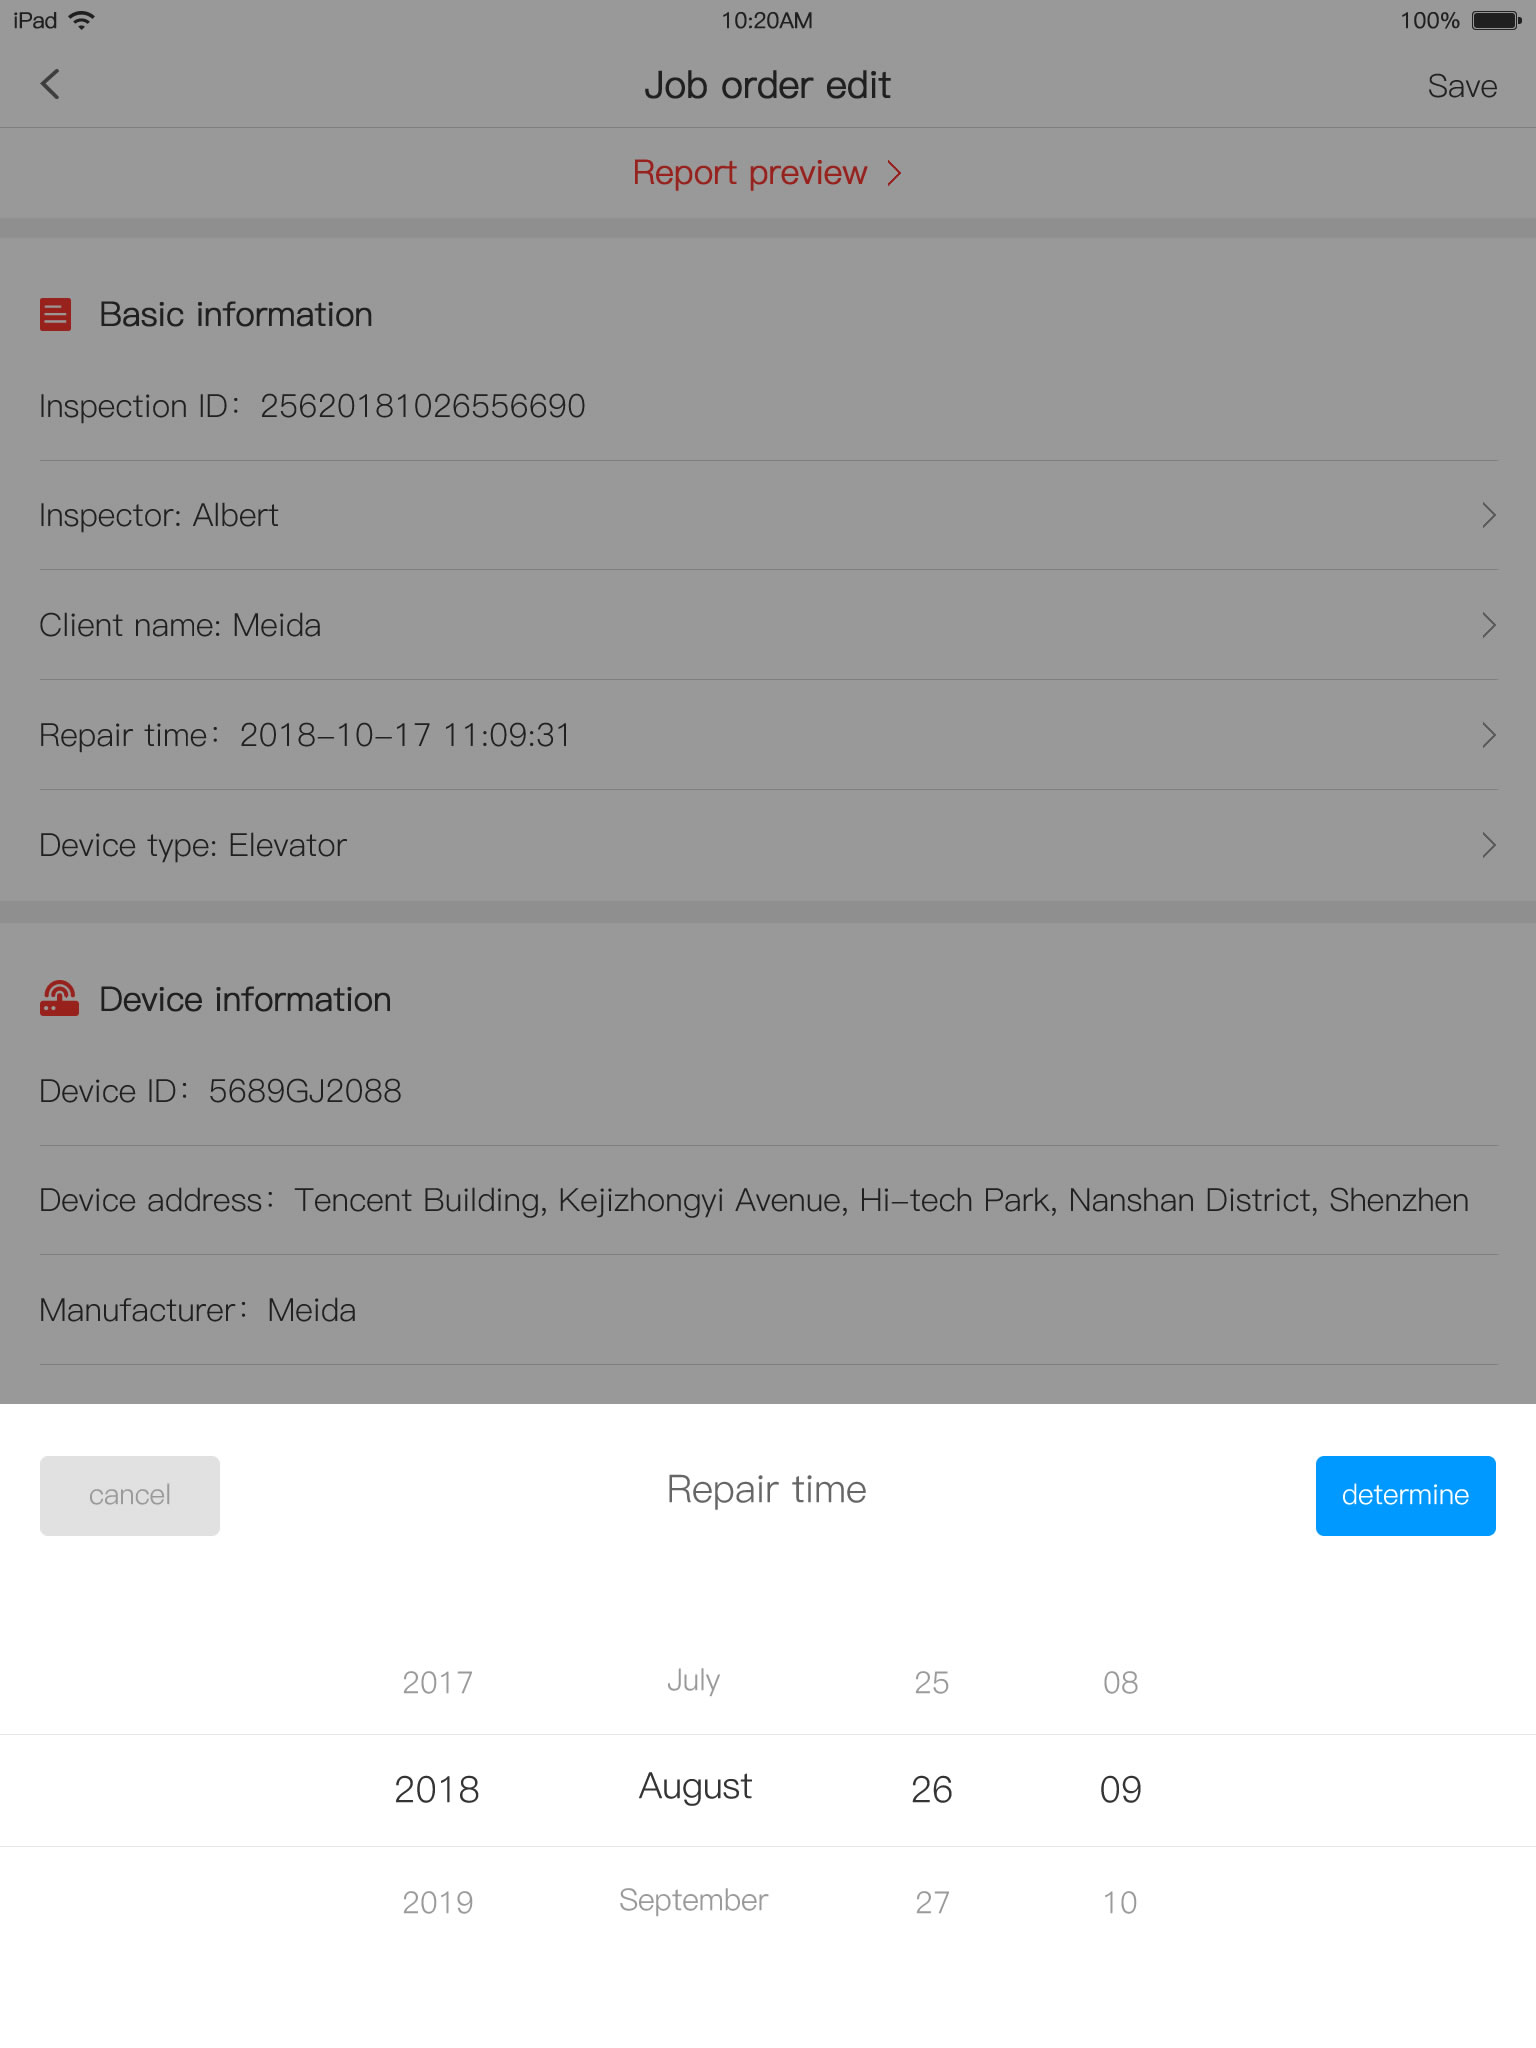 iPad 10:20AM 100%
Job order edit Save
Report preview
Basic information
Inspection ID：25620181026556690
Inspector: Albert
Client name: Meida
Repair time：2018-10-17 11:09:31
Device type: Elevator
Device information
Device ID：5689GJ2088
Device address：Tencent Building, Kejizhongyi Avenue, Hi-tech Park, Nanshan District, Shenzhen
Manufacturer：Meida
cancel Repair time determine
2017 July 25 08
2018 August 26 09
2019 September 27 10